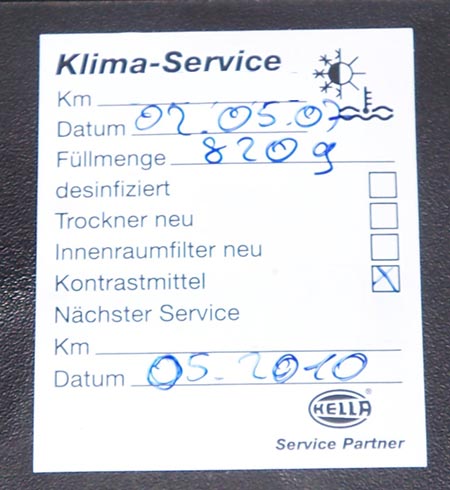 Klima-Service
Km
Datum 02.05.07
Füllmenge 820g
desinfiziert
Trockner neu
Innenraumfilter neu
Kontrastmittel X
Nächster Service
Km
Datum 05.2010
HELLA®
Service Partner